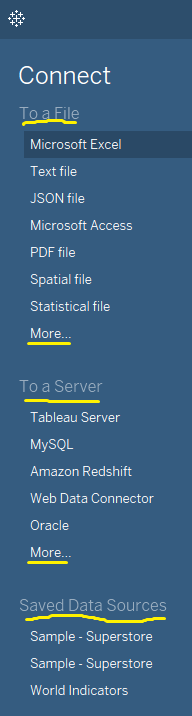 Connect
To a File
Microsoft Excel
Text file
JSON file
Microsoft Access
PDF file
Spatial file
Statistical file
More...
To a Server
Tableau Server
MySQL
Amazon Redshift
Web Data Connector
Oracle
More...
Saved Data Sources
Sample - Superstore
Sample - Superstore
World Indicators